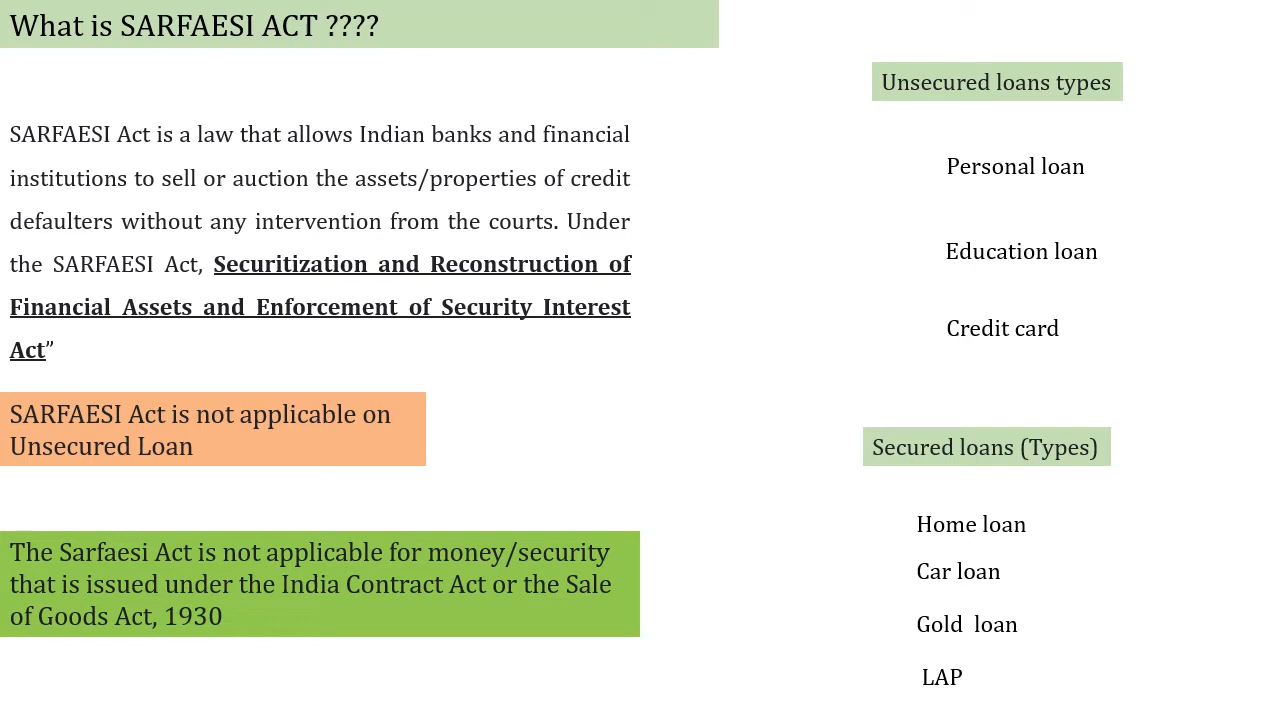 What is SARFAESI ACT ????
SARFAESI Act is a law that allows Indian banks and financial
institutions to sell or auction the assets/properties of credit
defaulters without any intervention from the courts. Under
the SARFAESI Act, Securitization and Reconstruction of
Financial Assets and Enforcement of Security Interest
Act”
SARFAESI Act is not applicable on
Unsecured Loan
The Sarfaesi Act is not applicable for money/security
that is issued under the India Contract Act or the Sale
of Goods Act, 1930
Unsecured loans types
Personal loan
Education loan
Credit card
Secured loans (Types)
Home loan
Car loan
Gold  loan
LAP